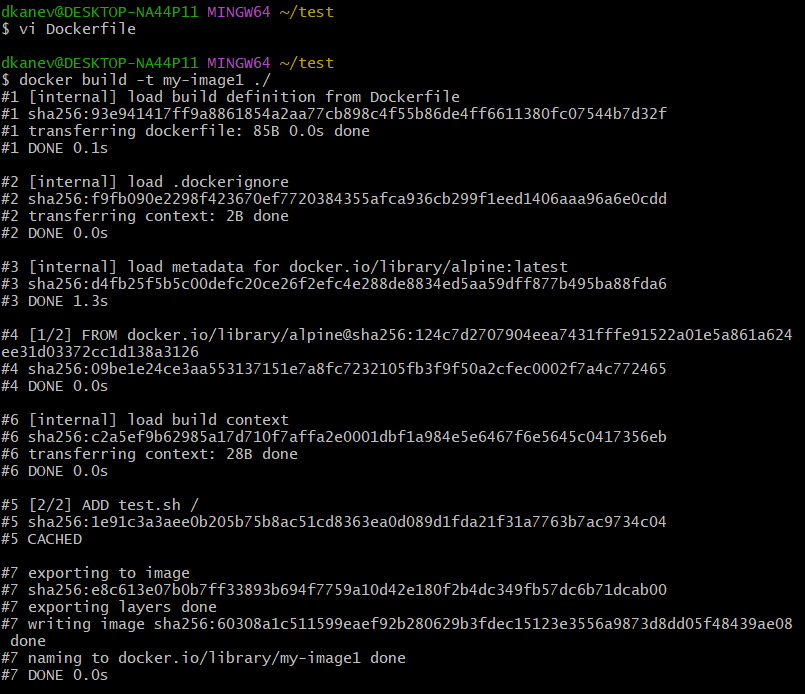 dkanev@DESKTOP-NA44P11 MINGW64 ~/test
$ vi Dockerfile
dkanev@DESKTOP-NA44P11 MINGW64 ~/test
$ docker build -t my-image1 ./
#1 [internal] load build definition from Dockerfile
#1 sha256:93e941417ff9a8861854a2aa77cb898c4f55b86de4ff6611380fc07544b7d32f
#1 transferring dockerfile: 85B 0.0s done
#1 DONE 0.1s
#2 [internal] load .dockerignore
#2 sha256:f9fb090e2298f423670ef7720384355afca936cb299f1eed1406aaa96a6e0cdd
#2 transferring context: 2B done
#2 DONE 0.0s
#3 [internal] load metadata for docker.io/library/alpine:latest
#3 sha256:d4fb25f5b5c00defc20ce26f2efc4e288de8834ed5aa59dff877b495ba88fda6
#3 DONE 1.3s
#4 [1/2] FROM docker.io/library/alpine@sha256:124c7d2707904eea7431fffe91522a01e5a861a624
ee31d03372cc1d138a3126
#4 sha256:09be1e24ce3aa553137151e7a8fc7232105fb3f9f50a2cfec0002f7a4c772465
#4 DONE 0.0s
#6 [internal] load build context
#6 sha256:c2a5ef9b62985a17d710f7affa2e0001dbf1a984e5e6467f6e5645c0417356eb
#6 transferring context: 28B done
#6 DONE 0.0s
#5 [2/2] ADD test.sh /
#5 sha256:1e91c3a3aee0b205b75b8ac51cd8363ea0d089d1fda21f31a7763b7ac9734c04
#5 CACHED
#7 exporting to image
#7 sha256:e8c613e07b0b7ff33893b694f7759a10d42e180f2b4dc349fb57dc6b71dcab00
#7 exporting layers done
#7 writing image sha256:60308a1c511599eaef92b280629b3fdec15123e3556a9873d8dd05f48439ae08
done
#7 naming to docker.io/library/my-image1 done
#7 DONE 0.0s